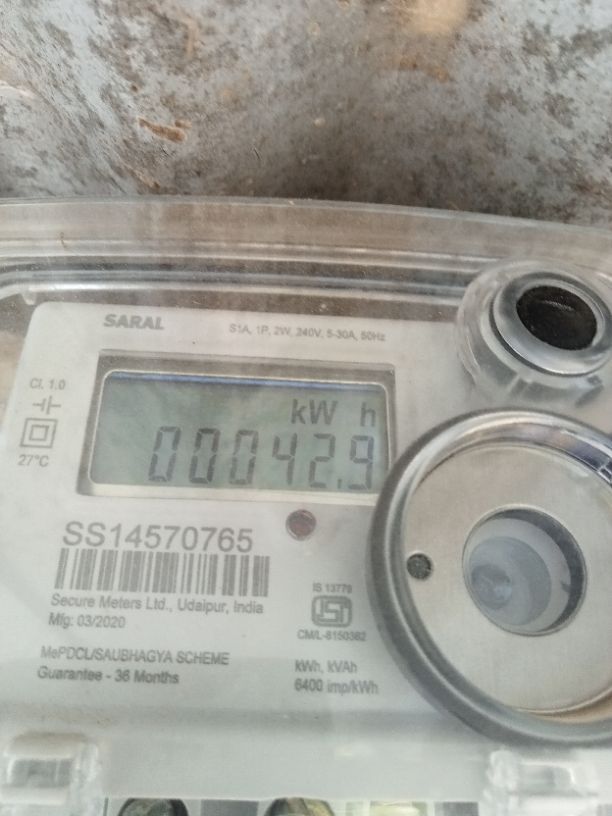 SARAL
S1A, 1P, 2W, 240V, 5-30A, 50Hz
Cl. 1.0
27°C
kW h
00042.9
SS14570765
Secure Meters Ltd., Udaipur, India
Mfg: 03/2020
IS 13779
CM/L-8150362
MePDCL/SAUBHAGYA SCHEME
Guarantee - 36 Months
kWh, kVAh
6400 imp/kWh